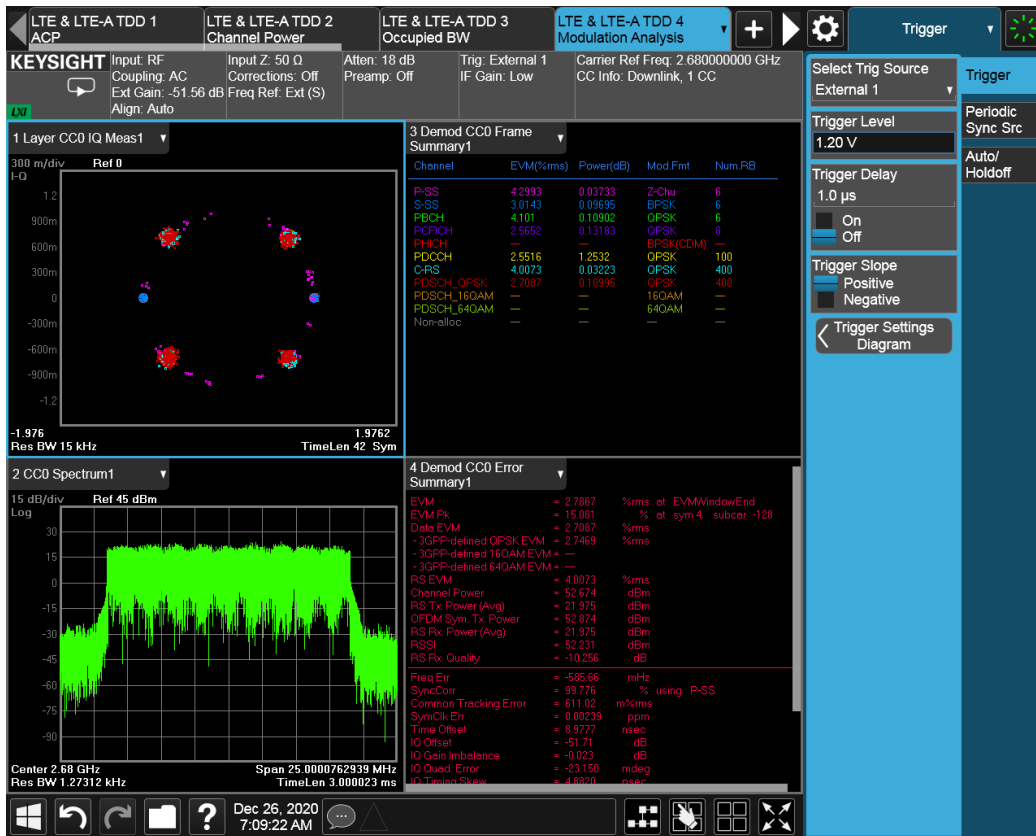 LTE & LTE-A TDD 1
ACP
LTE & LTE-A TDD 2
Channel Power
LTE & LTE-A TDD 3
Occupied BW
LTE & LTE-A TDD 4
Modulation Analysis
Trigger
KEYSIGHT
LXI
Input: RF
Coupling: AC
Ext Gain: -51.56 dB
Align: Auto
Input Z: 50 Ω
Corrections: Off
Freq Ref: Ext (S)
Atten: 18 dB
Preamp: Off
Trig: External 1
IF Gain: Low
Carrier Ref Freq: 2.680000000 GHz
CC Info: Downlink, 1 CC
Select Trig Source
External 1
Trigger Level
1.20 V
Trigger Delay
1.0 µs
On
Off
Trigger Slope
Positive
Negative
Trigger Settings
Diagram
Trigger
Periodic
Sync Src
Auto/
Holdoff
1 Layer CC0 IQ Meas1
300 m/div Ref 0
I-Q
1.2
900m
600m
300m
0
-300m
-600m
-900m
-1.2
-1.976 1.9762
Res BW 15 kHz TimeLen 42 Sym
3 Demod CC0 Frame
Summary1
Channel EVM(%rms) Power(dB) Mod.Fmt Num.RB
P-SS 4.2993 0.03733 Z-Chu 6
S-SS 3.0143 0.09695 BPSK 6
PBCH 4.101 0.10902 QPSK 6
PCFICH 2.5652 0.13183 QPSK 8
PHICH — — BPSK(CDM) —
PDCCH 2.5516 1.2532 QPSK 100
C-RS 4.0073 0.03223 QPSK 400
PDSCH_QPSK 2.7087 0.10995 QPSK 400
PDSCH_16QAM — — 16QAM —
PDSCH_64QAM — — 64QAM —
Non-alloc — — — —
2 CC0 Spectrum1
15 dB/div Ref 45 dBm
Log
30
15
0
-15
-30
-45
-60
-75
-90
Center 2.68 GHz Span 25.0000762939 MHz
Res BW 1.27312 kHz TimeLen 3.000023 ms
4 Demod CC0 Error
Summary1
EVM = 2.7867 %rms at EVMWindowEnd
EVM Pk = 15.081 % at sym 4, subcar -128
Data EVM = 2.7087 %rms
- 3GPP-defined QPSK EVM = 2.7469 %rms
- 3GPP-defined 16QAM EVM = —
- 3GPP-defined 64QAM EVM = —
RS EVM = 4.0073 %rms
Channel Power = 52.674 dBm
RS Tx. Power (Avg) = 21.975 dBm
OFDM Sym. Tx. Power = 52.874 dBm
RS Rx. Power (Avg) = 21.975 dBm
RSSI = 52.231 dBm
RS Rx. Quality = -10.256 dB
Freq Err = -585.66 mHz
SyncCorr = 99.776 % using P-SS
Common Tracking Error = 611.02 m%rms
SymClk Err = 0.00239 ppm
Time Offset = 8.9777 nsec
IQ Offset = -51.71 dB
IQ Gain Imbalance = -0.023 dB
IQ Quad. Error = -23.150 mdeg
IQ Timing Skew = 4.8820 nsec
?
Dec 26, 2020
7:09:22 AM